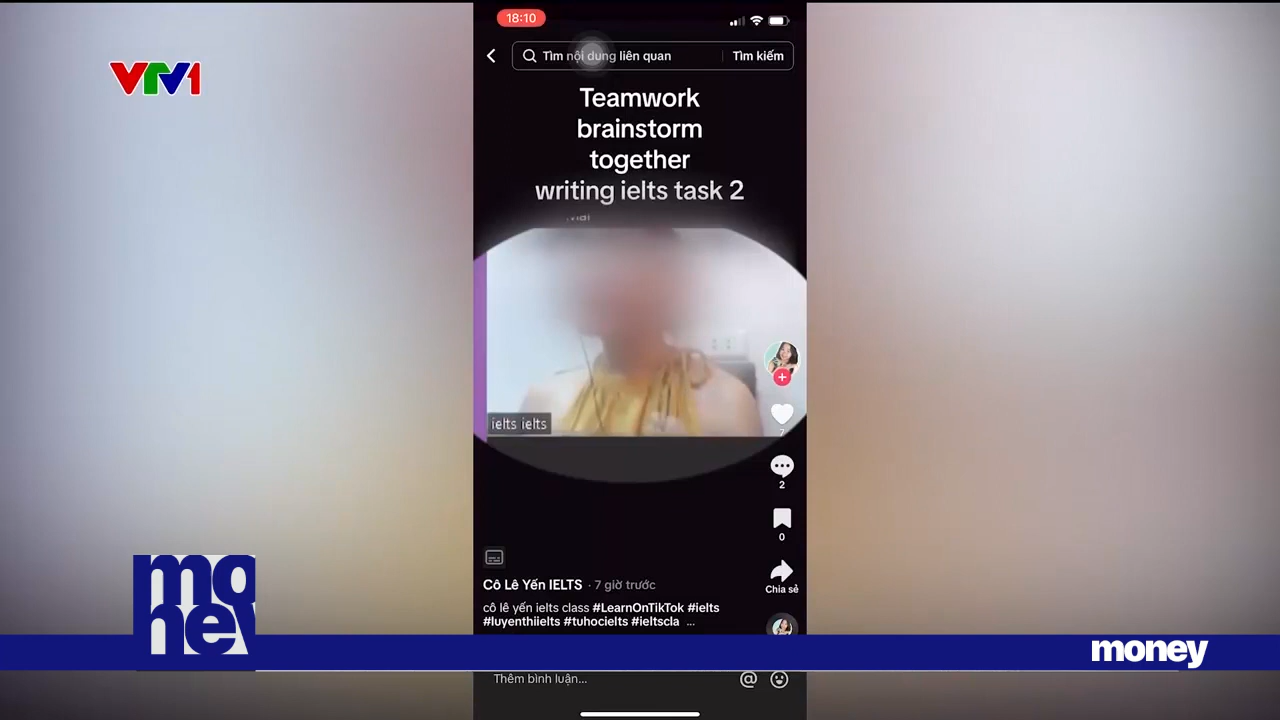 18:10
VTV1
Tìm nội dung liên quan
Tìm kiếm
Teamwork
brainstorm
together
writing ielts task 2
ielts ielts
7
2
0
Chia sẻ
Cô Lê Yến IELTS · 7 giờ trước
cô lê yến ielts class #LearnOnTikTok #ielts
#luyenthiielts #tuhocielts #ieltscla ...
money
money
Thêm bình luận...
@